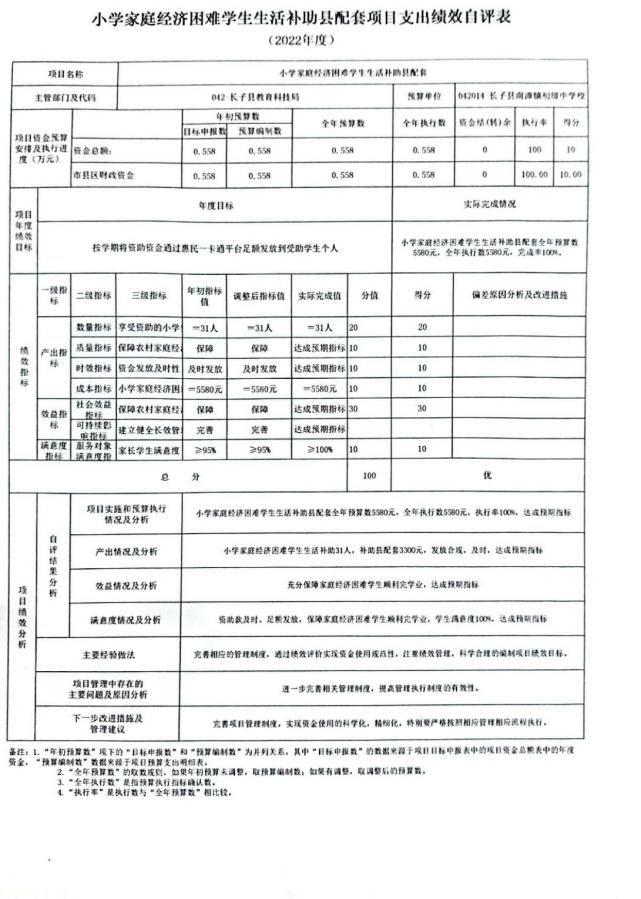 小学家庭经济困难学生生活补助县配套项目支出绩效自评表
（2022年度）
项目名称 小学家庭经济困难学生生活补助县配套
主管部门及代码 042-长子县教育科技局 预算单位 042014-长子县南漳镇初级中学校
项目资金预算安排及执行进度（万元） 年初预算数 全年预算数 全年执行数 资金结(转)余 执行率 得分
目标申报数 预算编制数
资金总额： 0.558 0.558 0.558 0.558 0 100 10
市县区财政资金 0.558 0.558 0.558 0.558 0 100.00 10.00
项目年度绩效目标 年度目标 实际完成情况
按学期将资助资金通过惠民一卡通平台足额发放到受助学生个人 小学家庭经济困难学生生活补助县配套全年预算数5580元，全年执行数5580元，完成率100%。
绩效指标 一级指标 二级指标 三级指标 年初指标值 调整后指标值 实际完成值 分值 得分 偏差原因分析及改进措施
产出指标 数量指标 享受资助的小学 =31人 =31人 =31人 20 20
质量指标 保障农村家庭经 保障 保障 达成预期指标 10 10
时效指标 资金发放及时性 及时发放 及时发放 达成预期指标 10 10
成本指标 小学家庭经济困 =5580元 =5580元 =5580元 10 10
效益指标 社会效益指标 保障农村家庭经 保障 保障 达成预期指标 30 30
可持续影响指标 建立健全长效管 完善 完善 达成预期指标
满意度指标 服务对象满意度指 家长学生满意度 ≥95% ≥95% ≥100% 10 10
总 分 100 优
项目绩效分析 自评结果分析 项目实施和预算执行情况及分析 小学家庭经济困难学生生活补助县配套全年预算数5580元，全年执行数5580元，执行率100%，达成预期指标
产出情况及分析 小学家庭经济困难学生生活补助31人，补助县配套3300元，发放合规，及时，达成预期指标
效益情况及分析 充分保障家庭经济困难学生顺利完学业，达成预期指标
满意度情况及分析 资助款及时、足额发放，保障家庭经济困难学生顺利完学业，学生满意度100%，达成预期指标
主要经验做法 完善相应的管理制度，通过绩效评价实现资金使用规范性，注重绩效管理，科学合理的编制项目绩效目标。
项目管理中存在的主要问题及原因分析 进一步完善相关管理制度，提高管理执行制度的有效性。
下一步改进措施及管理建议 完善项目管理制度，实现资金使用的科学化，精细化，特别要严格按照相应管理相应流程执行。
备注：1.“年初预算数”项下的“目标申报数”和“预算编制数”为并列关系，其中“目标申报数”的数据来源于项目目标申报表中的项目资金总额表中的年度
资金，“预算编制数”数据来源于项目预算支出明细表。
2.“全年预算数”的取数规则，如果年初预算未调整，取预算编制数；如果有调整，取调整后的预算数。
3.“全年执行数”是指预算执行指标确认数。
4.“执行率”是执行数与“全年预算数”相比较。